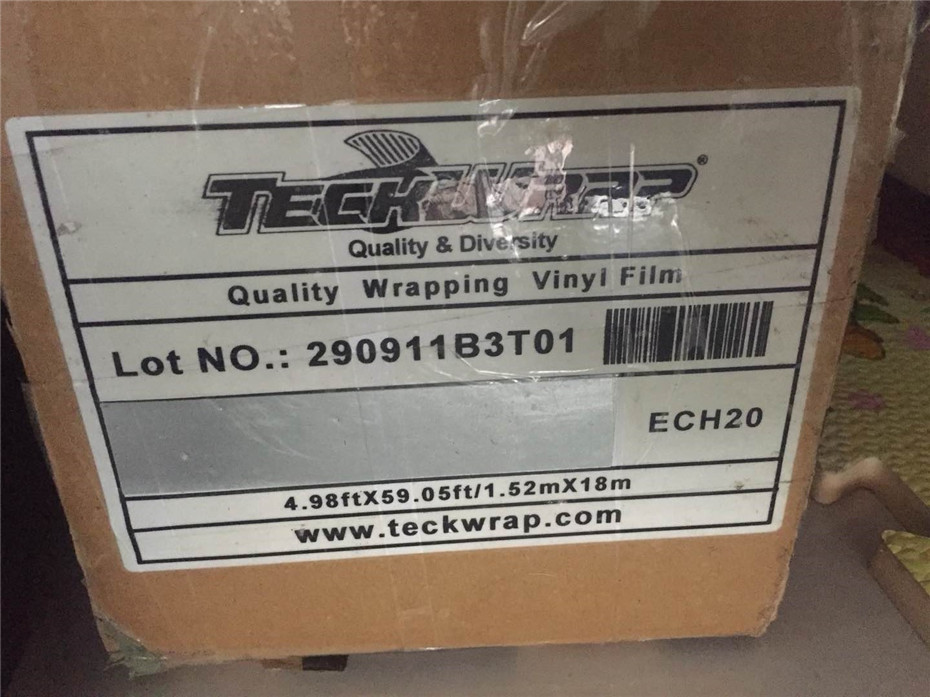 TECKWRAP®
Quality & Diversity
Quality Wrapping Vinyl Film
Lot NO.: 290911B3T01
ECH20
4.98ftX59.05ft/1.52mX18m
www.teckwrap.com